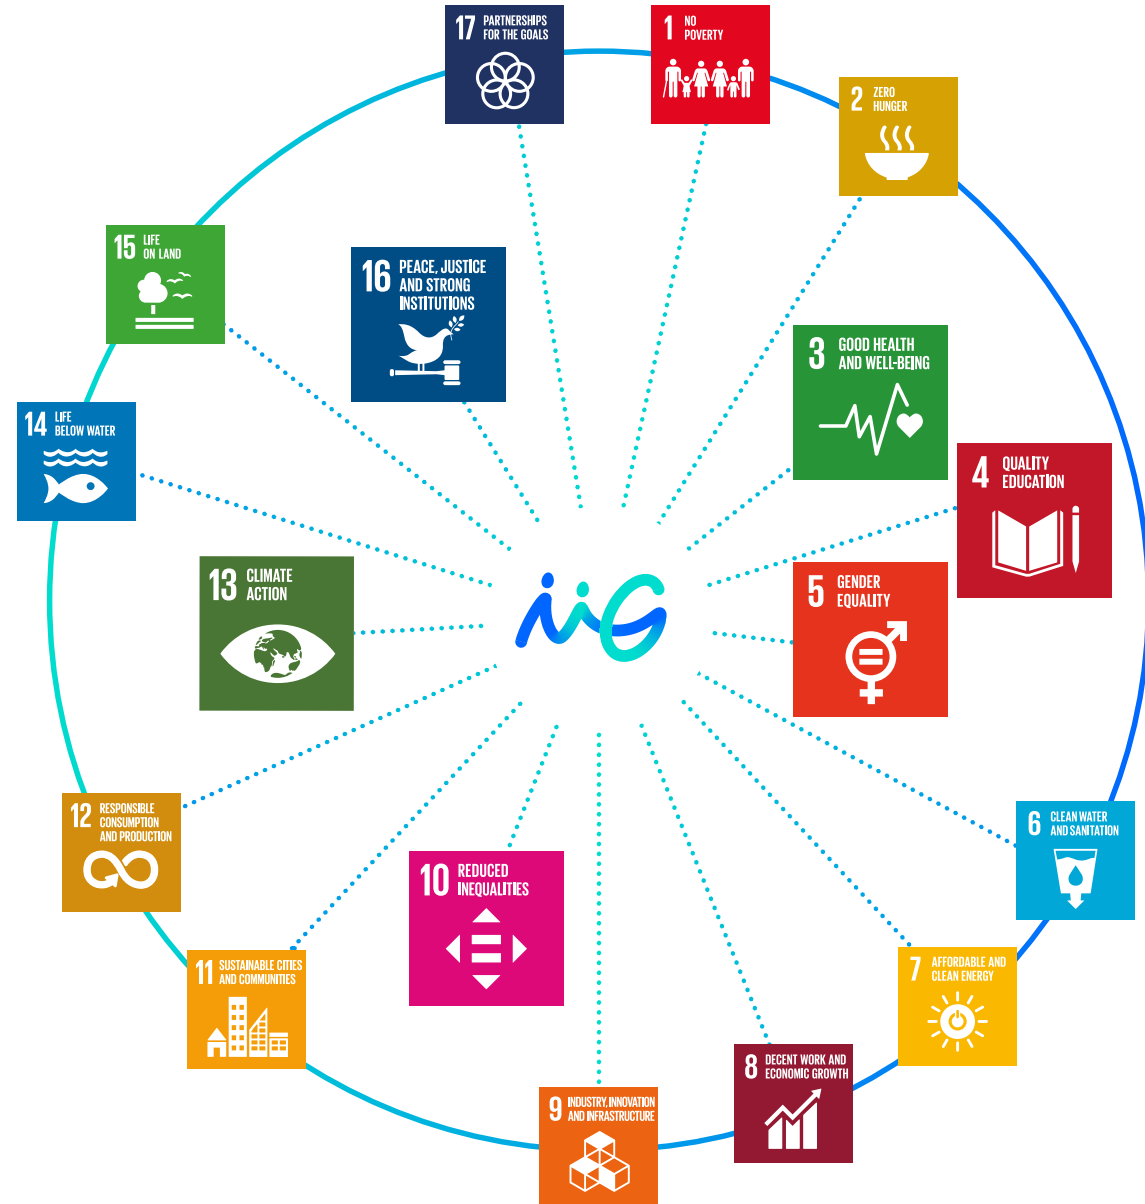 17 PARTNERSHIPS
FOR THE GOALS
1 NO
POVERTY
2 ZERO
HUNGER
15 LIFE
ON LAND
16 PEACE, JUSTICE
AND STRONG
INSTITUTIONS
3 GOOD HEALTH
AND WELL-BEING
14 LIFE
BELOW WATER
4 QUALITY
EDUCATION
13 CLIMATE
ACTION
iiG
5 GENDER
EQUALITY
12 RESPONSIBLE
CONSUMPTION
AND PRODUCTION
6 CLEAN WATER
AND SANITATION
10 REDUCED
INEQUALITIES
11 SUSTAINABLE CITIES
AND COMMUNITIES
7 AFFORDABLE AND
CLEAN ENERGY
8 DECENT WORK AND
ECONOMIC GROWTH
9 INDUSTRY, INNOVATION
AND INFRASTRUCTURE